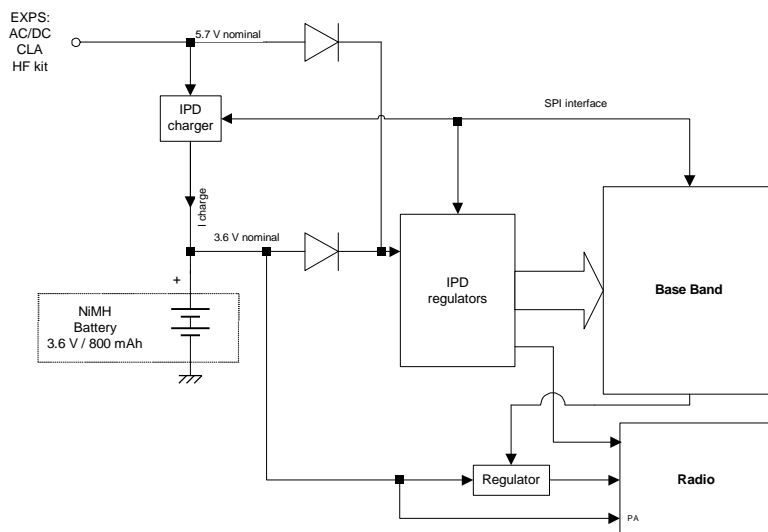 EXPS:
AC/DC
CLA
HF kit
5.7 V nominal
IPD
charger
SPI interface
I charge
3.6 V nominal
IPD
regulators
Base Band
+
NiMH
Battery
3.6 V / 800 mAh
Regulator
Radio
PA